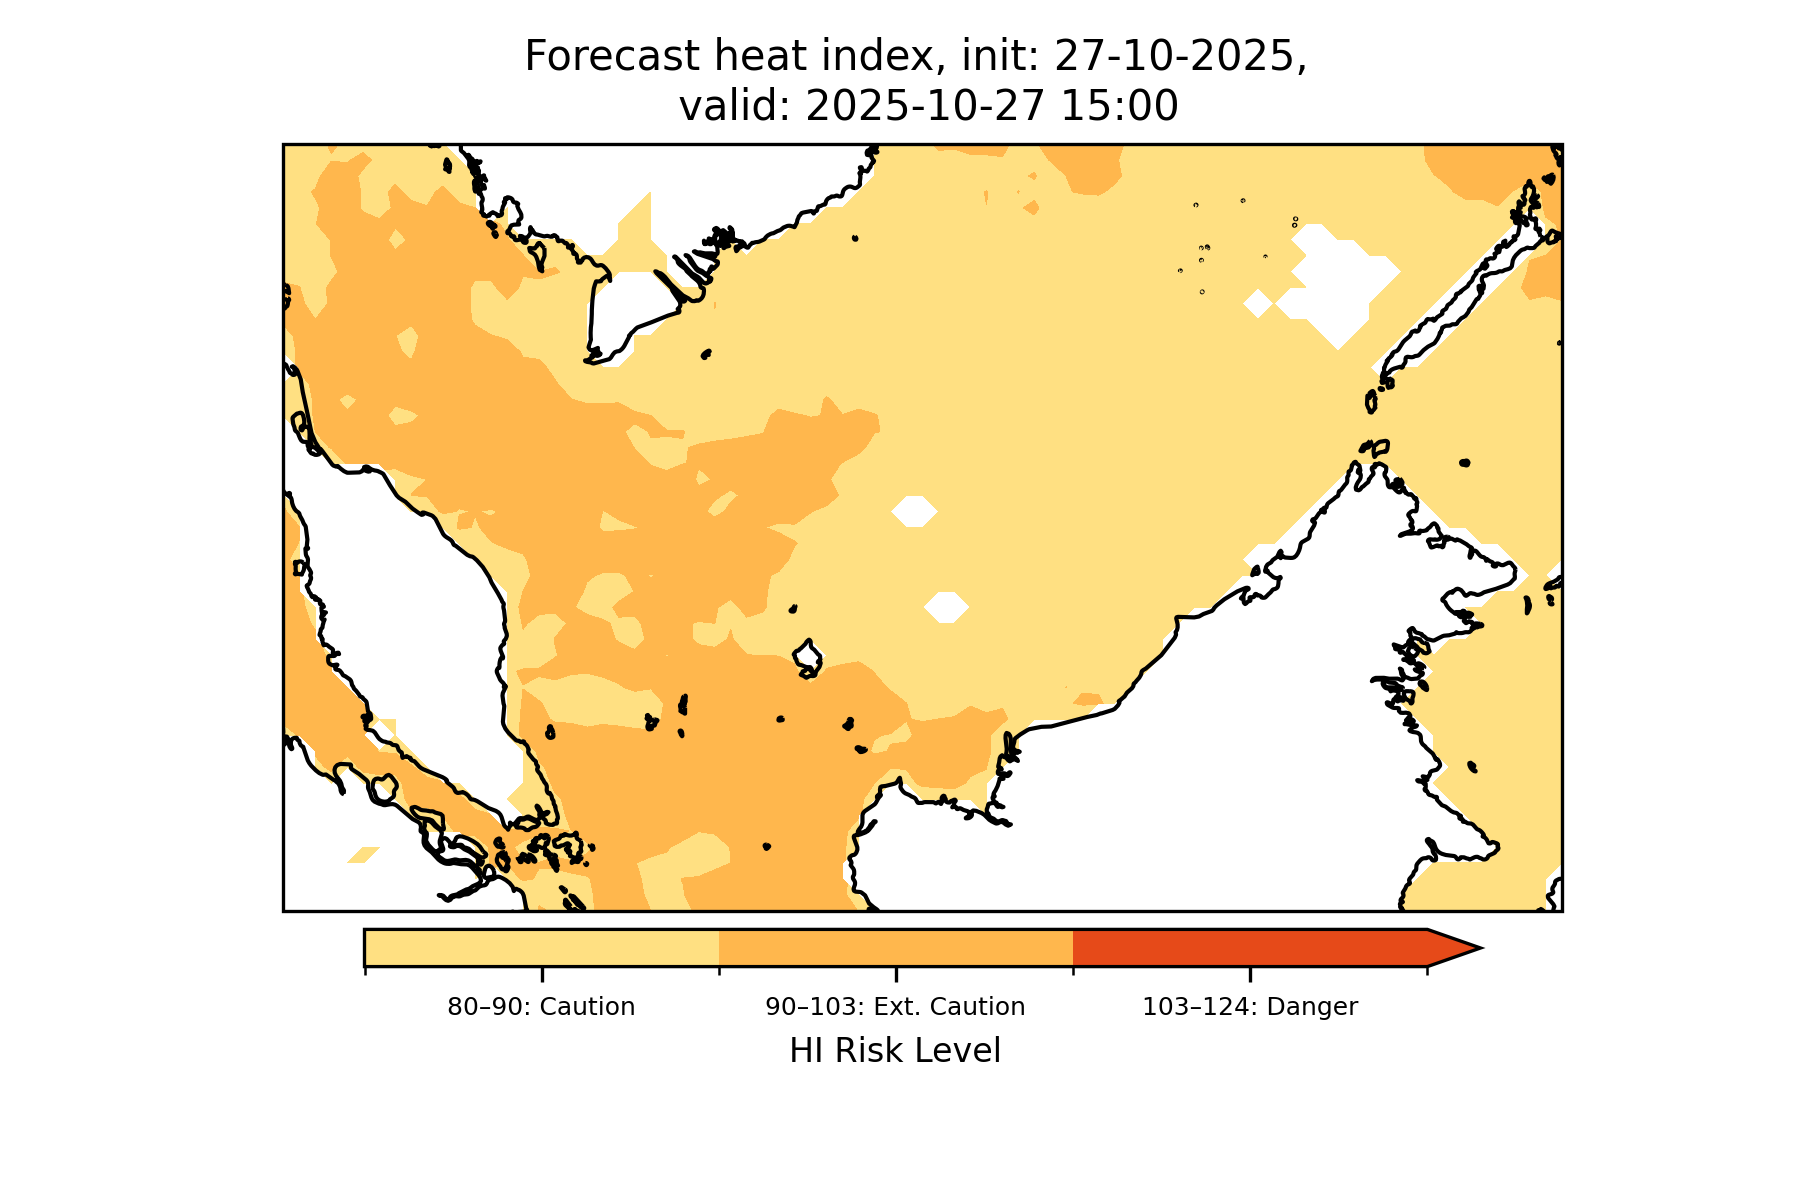 Forecast heat index, init: 27-10-2025,
valid: 2025-10-27 15:00
80–90: Caution
90–103: Ext. Caution
103–124: Danger
HI Risk Level